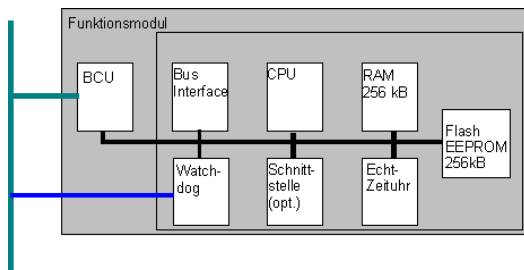 Funktionsmodul
BCU
Bus
Interface
CPU
RAM
256 kB
Flash
EEPROM
256kB
Watch-
dog
Schnitt-
stelle
(opt.)
Echt-
Zeituhr